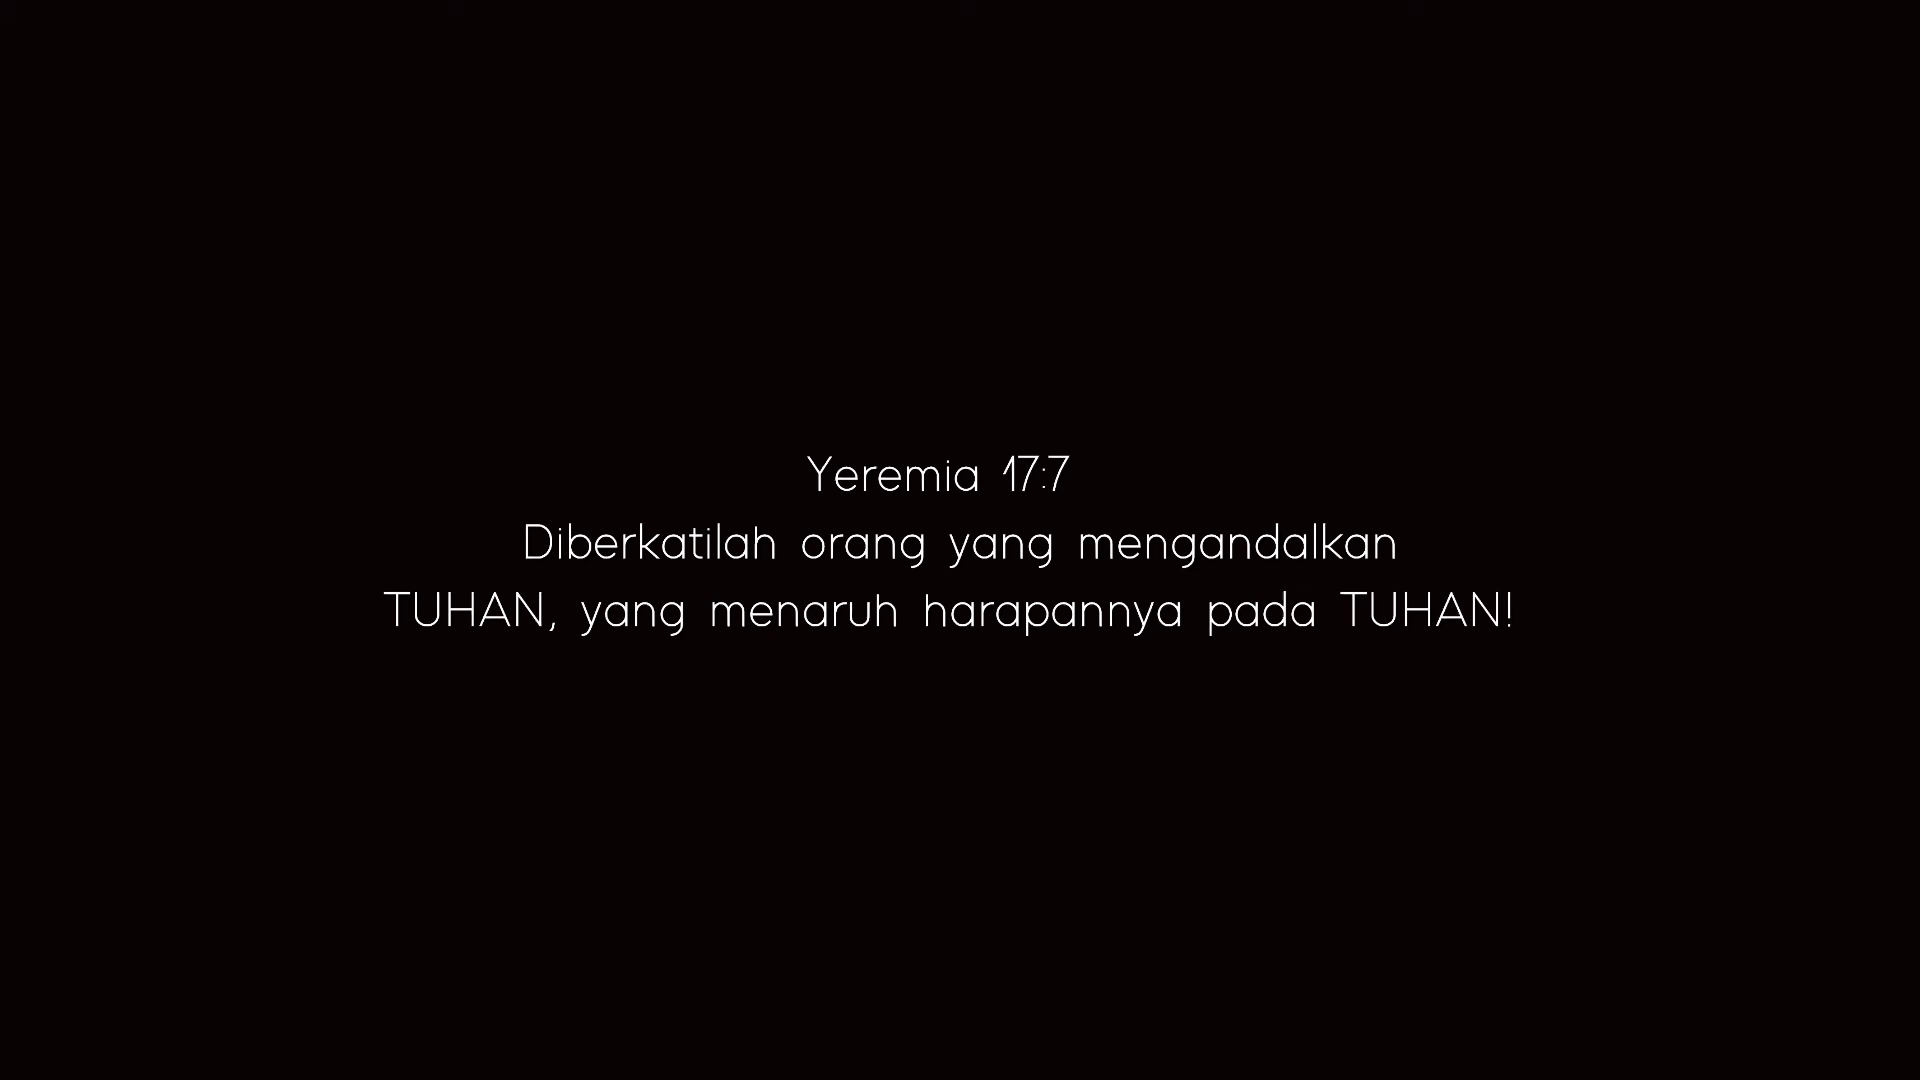 Yeremia 17:7
Diberkatilah orang yang mengandalkan
TUHAN, yang menaruh harapannya pada TUHAN!